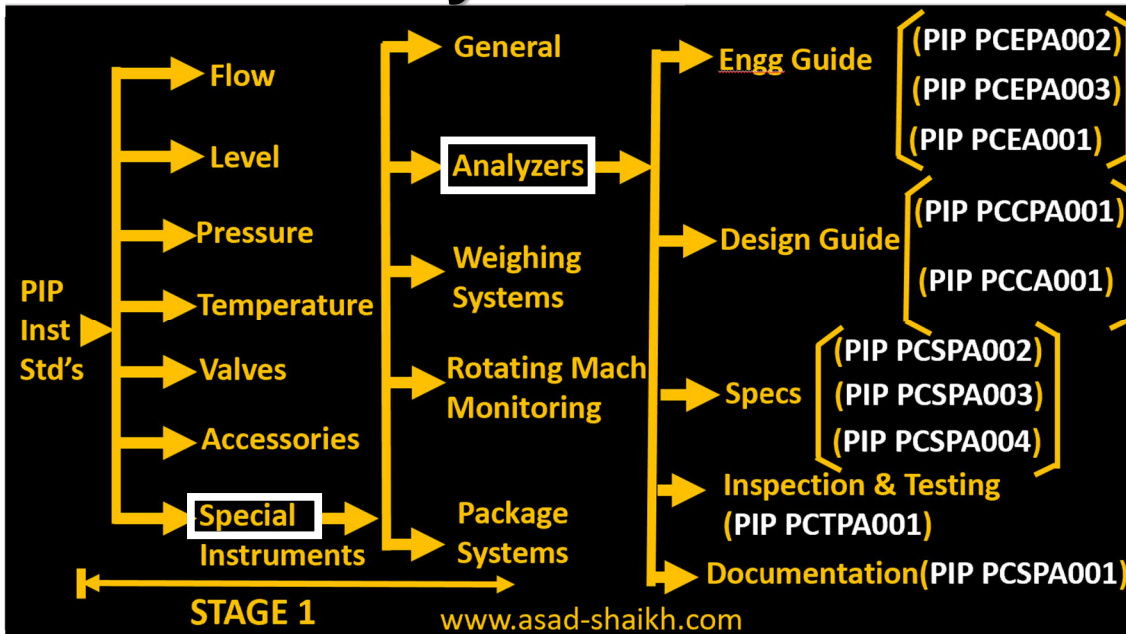 PIP
Inst
Std's
Flow
Level
Pressure
Temperature
Valves
Accessories
Special
Instruments
General
Analyzers
Weighing
Systems
Rotating Mach
Monitoring
Package
Systems
Engg Guide
(PIP PCEPA002)
(PIP PCEPA003)
(PIP PCEA001)
Design Guide
(PIP PCCPA001)
(PIP PCCA001)
Specs
(PIP PCSPA002)
(PIP PCSPA003)
(PIP PCSPA004)
Inspection & Testing
(PIP PCTPA001)
Documentation(PIP PCSPA001)
STAGE 1
www.asad-shaikh.com